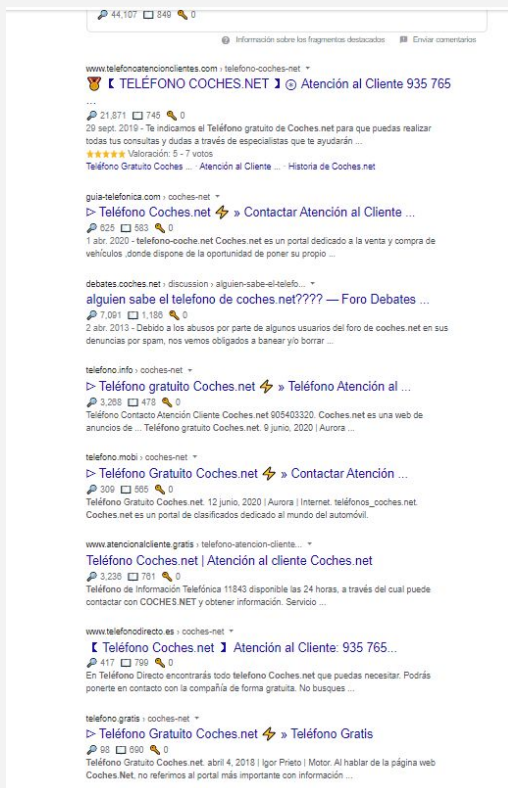 44,107 849 0
Información sobre los fragmentos destacados Enviar comentarios
www.telefonoatencionclientes.com › telefono-coches-net
【 TELÉFONO COCHES.NET 】 ⊛ Atención al Cliente 935 765
...
21,871 745 0
29 sept. 2019 - Te indicamos el Teléfono gratuito de Coches.net para que puedas realizar
todas tus consultas y dudas a través de especialistas que te ayudarán ...
★★★★★ Valoración: 5 - 7 votos
Teléfono Gratuito Coches ... · Atención al Cliente ... · Historia de Coches.net
guia-telefonica.com › coches-net
▷ Teléfono Coches.net ⚡ » Contactar Atención al Cliente ...
625 583 0
1 abr. 2020 - telefono-coche.net Coches.net es un portal dedicado a la venta y compra de
vehículos ,donde dispone de la oportunidad de poner su propio ...
debates.coches.net › discussion › alguien-sabe-el-telefo...
alguien sabe el telefono de coches.net???? — Foro Debates ...
7,091 1,186 0
2 abr. 2013 - Debido a los abusos por parte de algunos usuarios del foro de coches.net en sus
denuncias por spam, nos vemos obligados a banear y/o borrar ...
telefono.info › coches-net
▷ Teléfono gratuito Coches.net ⚡ » Teléfono Atención al ...
3,268 478 0
Teléfono Contacto Atención Cliente Coches.net 905403320. Coches.net es una web de
anuncios de ... Teléfono gratuito Coches.net. 9 junio, 2020 | Aurora ...
telefono.mobi › coches-net
▷ Teléfono Gratuito Coches.net ⚡ » Contactar Atención ...
309 565 0
Teléfono Gratuito Coches.net. 12 junio, 2020 | Aurora | Internet. teléfonos_coches.net.
Coches.net es un portal de clasificados dedicado al mundo del automóvil.
www.atencionalcliente.gratis › telefono-atencion-cliente...
Teléfono Coches.net | Atención al cliente Coches.net
3,236 761 0
Teléfono de Información Telefónica 11843 disponible las 24 horas, a través del cual puede
contactar con COCHES.NET y obtener información. Servicio ...
www.telefonodirecto.es › coches-net
【 Teléfono Coches.net 】 Atención al Cliente: 935 765...
417 799 0
En Teléfono Directo encontrarás todo telefono Coches.net que puedas necesitar. Podrás
ponerte en contacto con la compañía de forma gratuita. No busques ...
telefono.gratis › coches-net
▷ Teléfono Gratuito Coches.net ⚡ » Teléfono Gratis
98 690 0
Teléfono Gratuito Coches.net. abril 4, 2018 | Igor Prieto | Motor. Al hablar de la página web
Coches.Net, no referimos al portal más importante con información ...